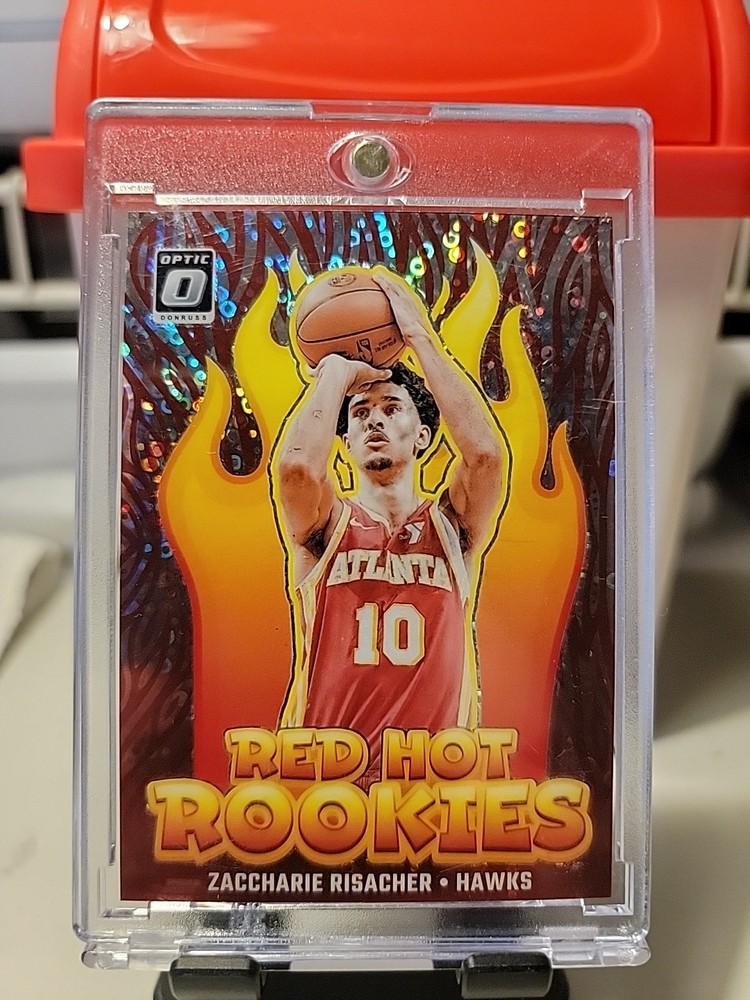 OPTIC
O
DONRUSS
ATLANTA
10
RED HOT
ROOKIES
ZACCHARIE RISACHER • HAWKS